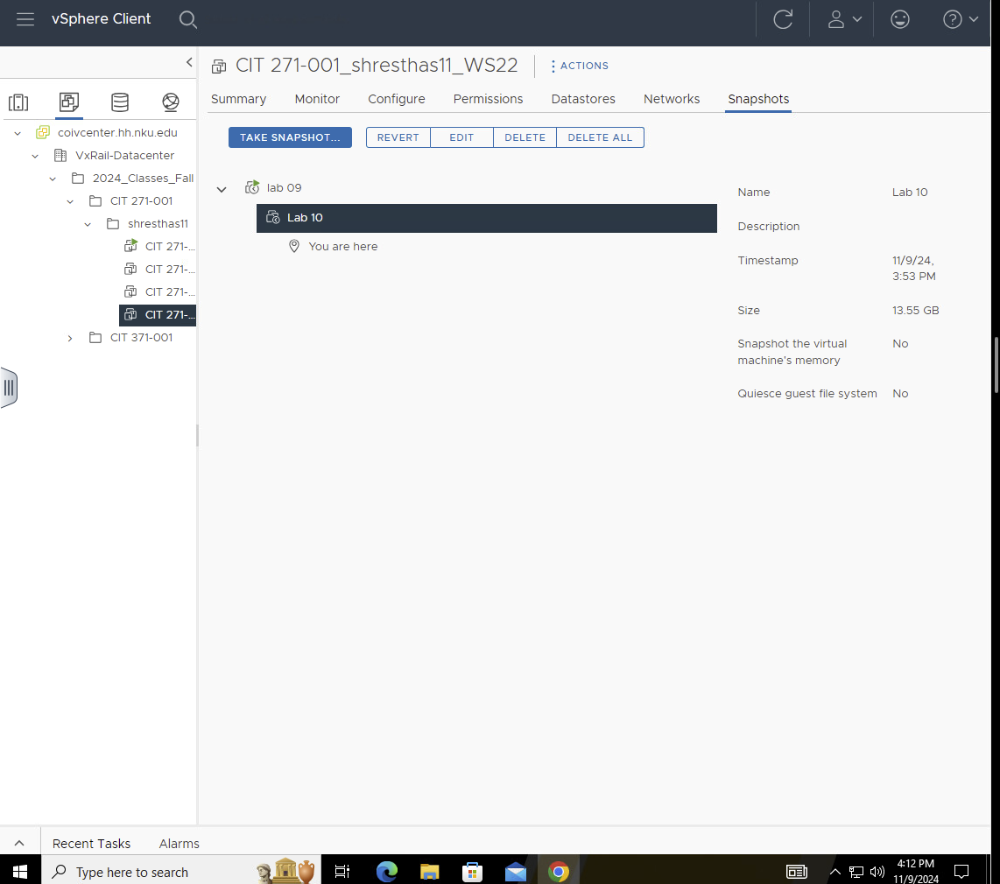 vSphere Client
CIT 271-001_shresthas11_WS22
ACTIONS
Summary Monitor Configure Permissions Datastores Networks Snapshots
TAKE SNAPSHOT... REVERT EDIT DELETE DELETE ALL
coivcenter.hh.nku.edu
VxRail-Datacenter
2024_Classes_Fall
CIT 271-001
shresthas11
CIT 271-...
CIT 271-...
CIT 271-...
CIT 271-...
CIT 371-001
lab 09
Lab 10
You are here
Name Lab 10
Description
Timestamp 11/9/24,
3:53 PM
Size 13.55 GB
Snapshot the virtual No
machine's memory
Quiesce guest file system No
Recent Tasks Alarms
Type here to search
4:12 PM
11/9/2024